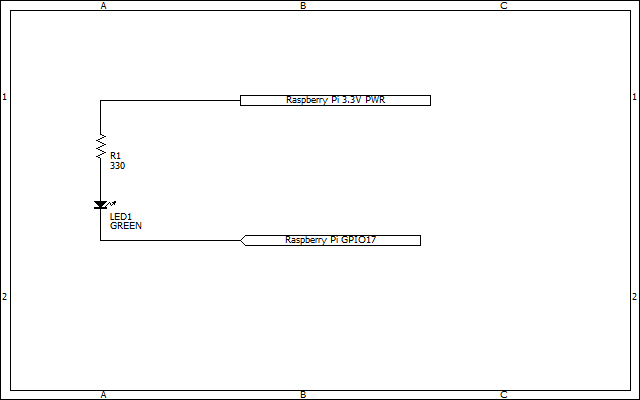 A B C
1 1
Raspberry Pi 3.3V PWR
R1
330
LED1
GREEN
Raspberry Pi GPIO17
2 2
A B C